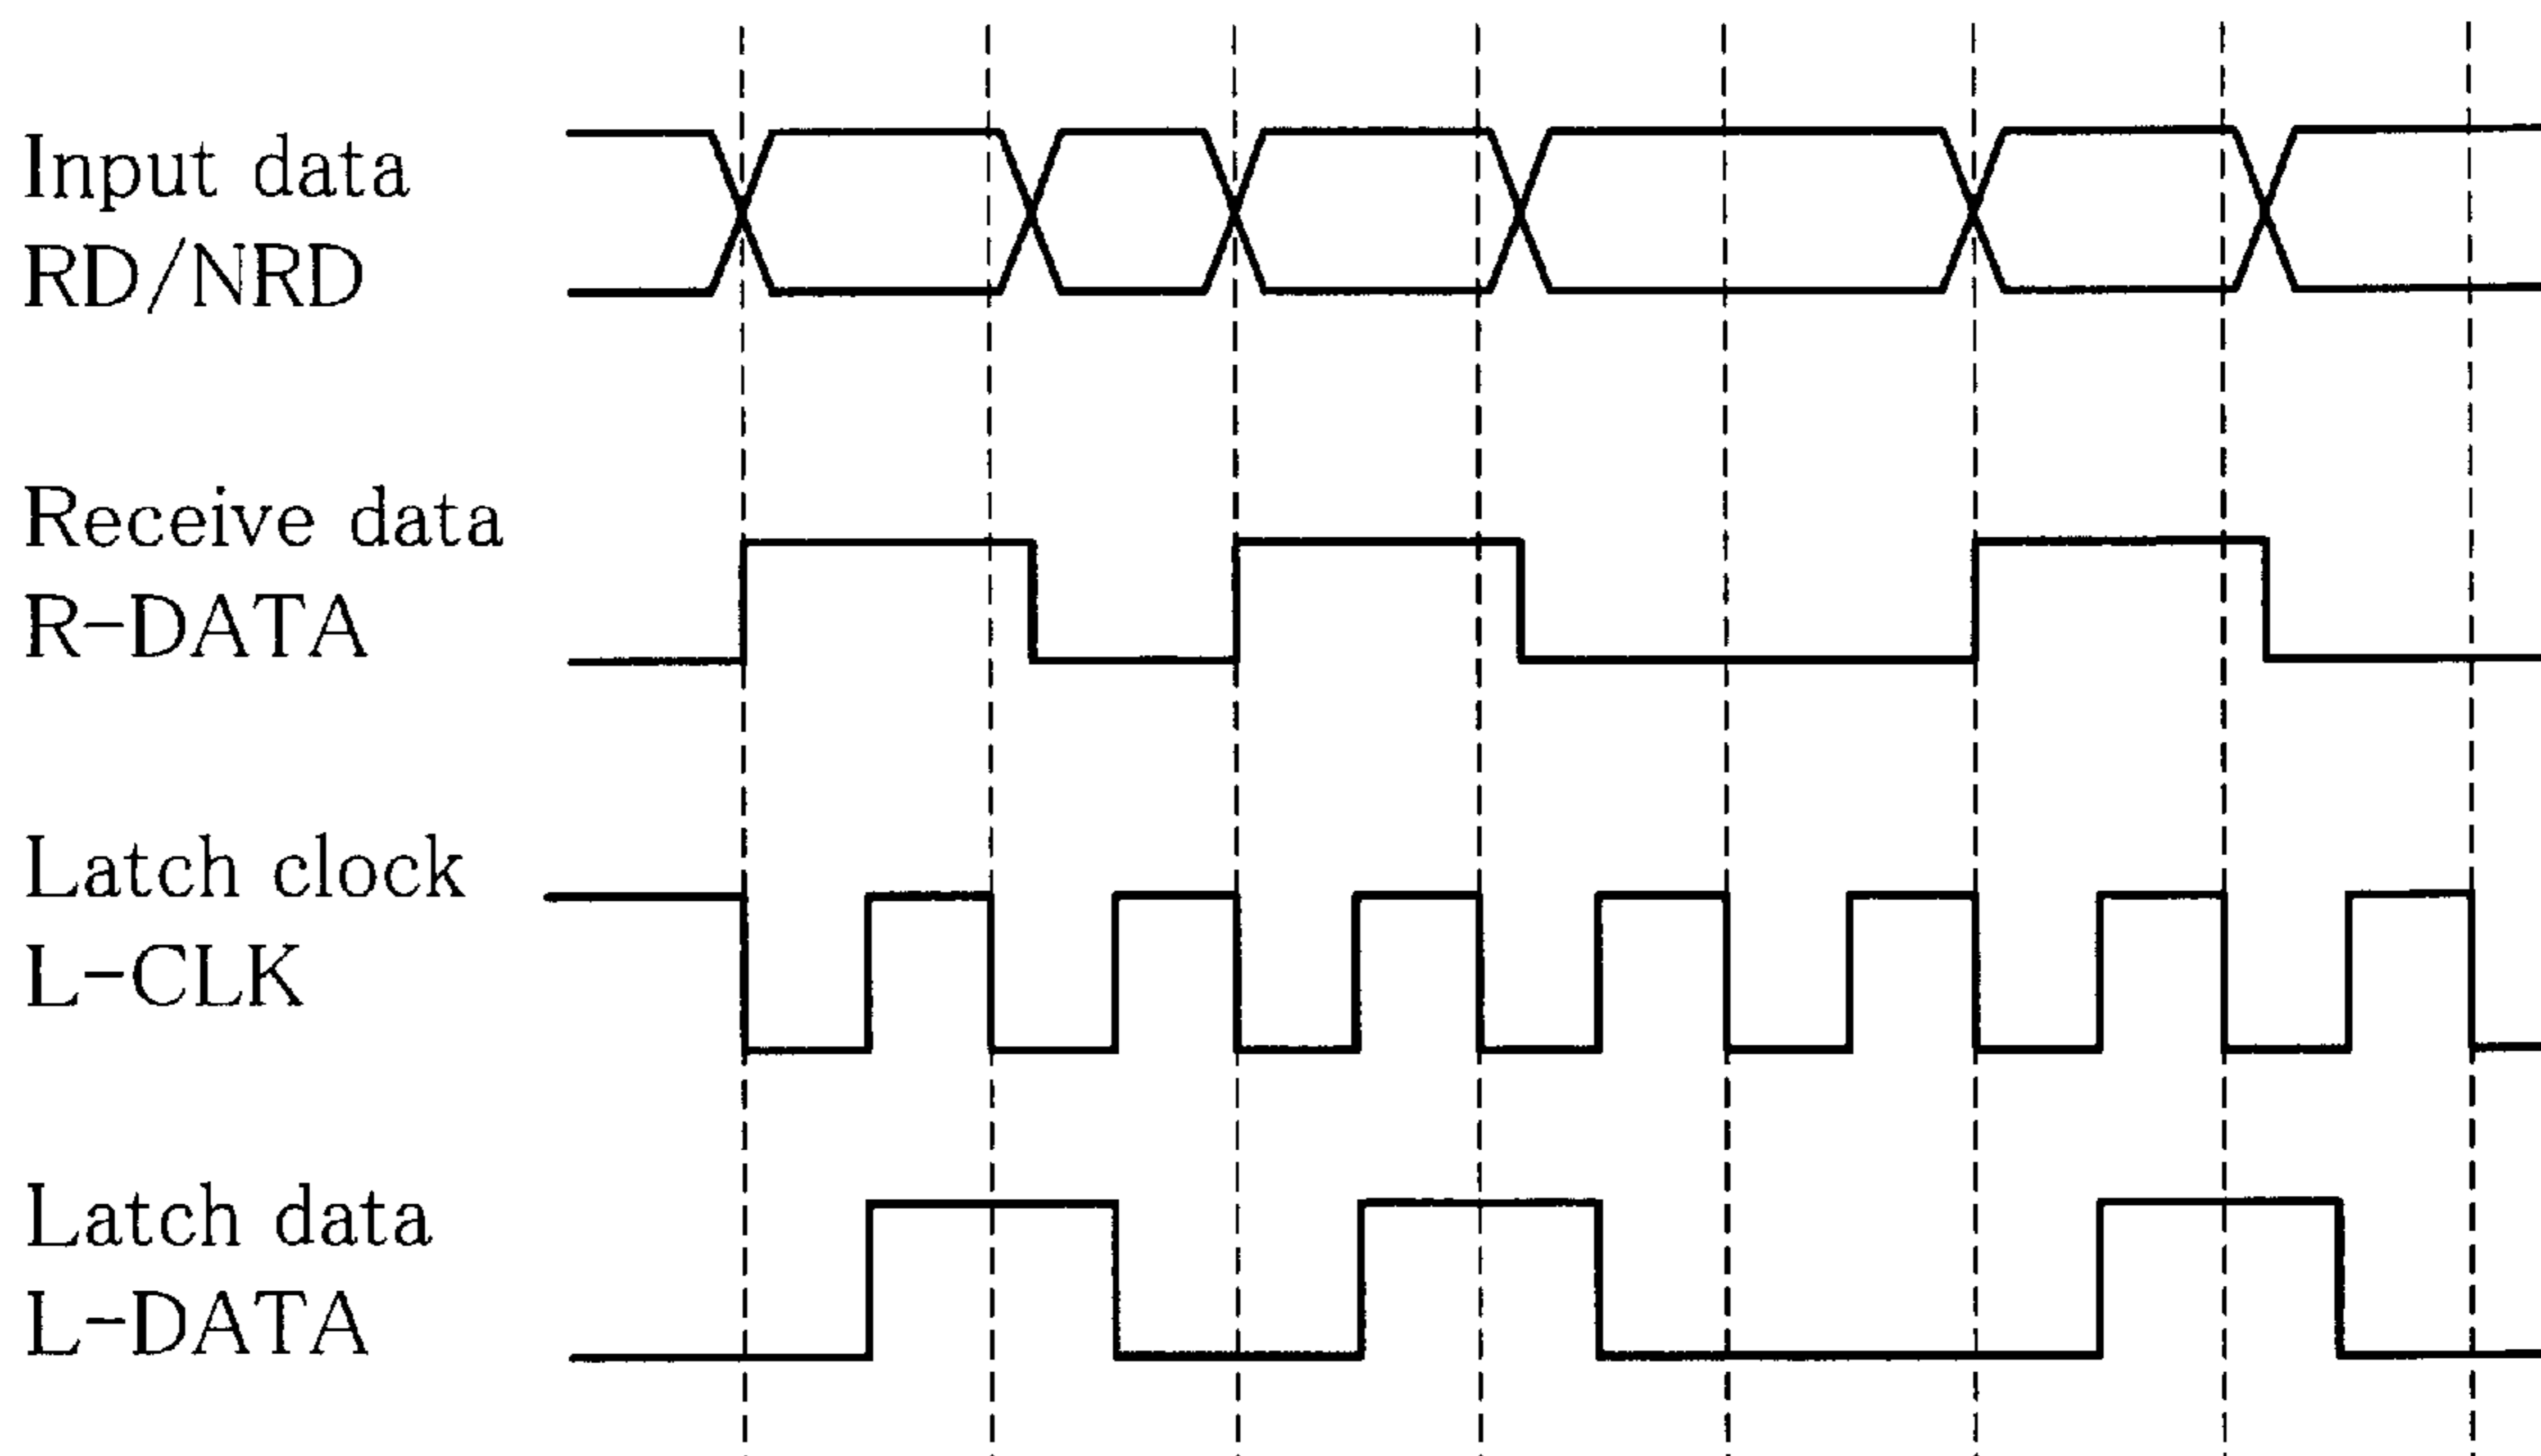 Input data
RD/NRD
Receive data
R-DATA
Latch clock
L-CLK
Latch data
L-DATA